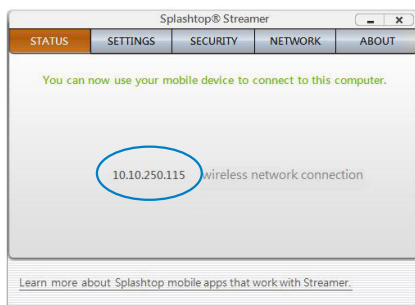 Splashtop® Streamer
STATUS SETTINGS SECURITY NETWORK ABOUT
You can now use your mobile device to connect to this computer.
10.10.250.115 wireless network connection
Learn more about Splashtop mobile apps that work with Streamer.